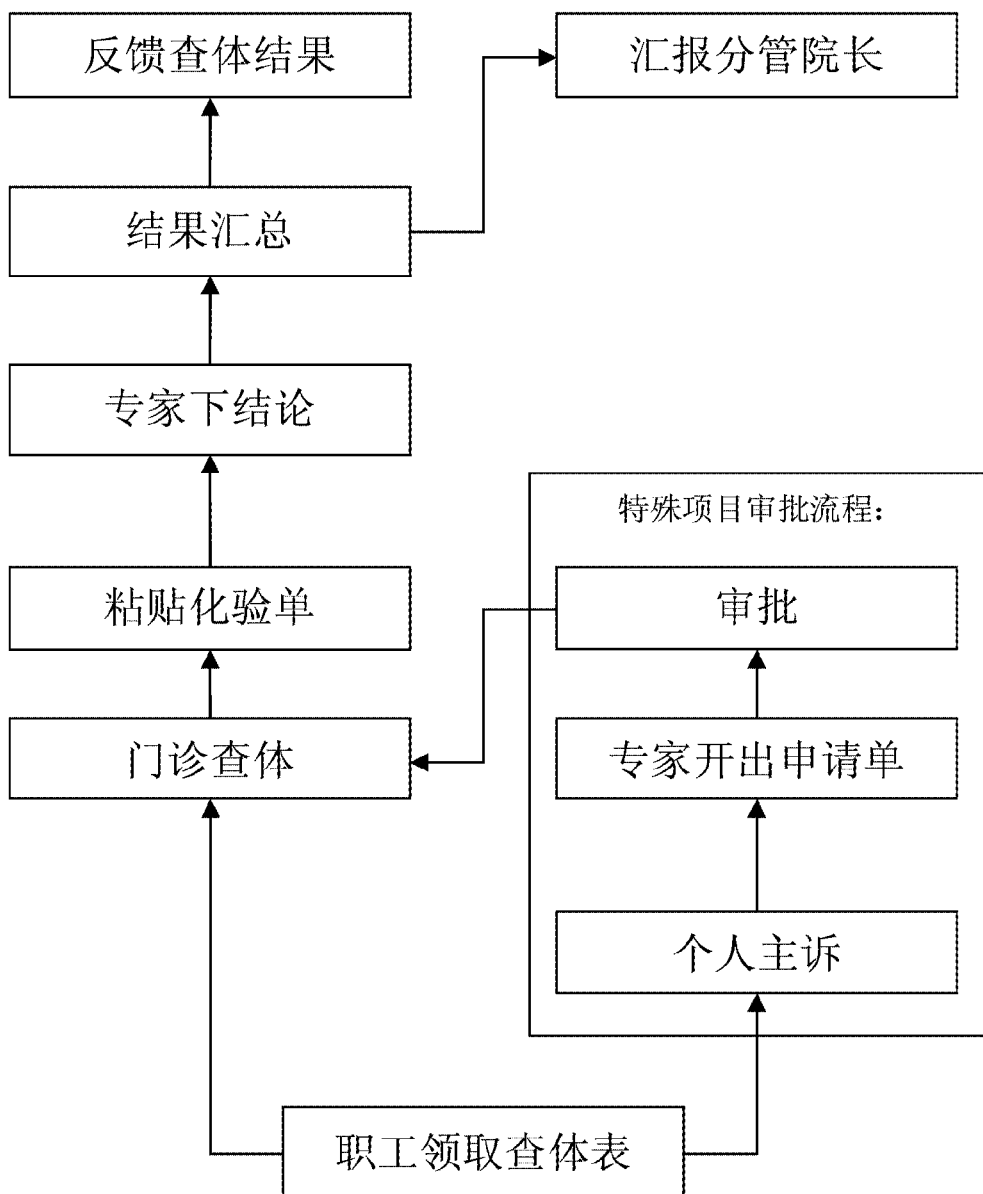 反馈查体结果
汇报分管院长
结果汇总
专家下结论
特殊项目审批流程：
粘贴化验单
审批
门诊查体
专家开出申请单
个人主诉
职工领取查体表